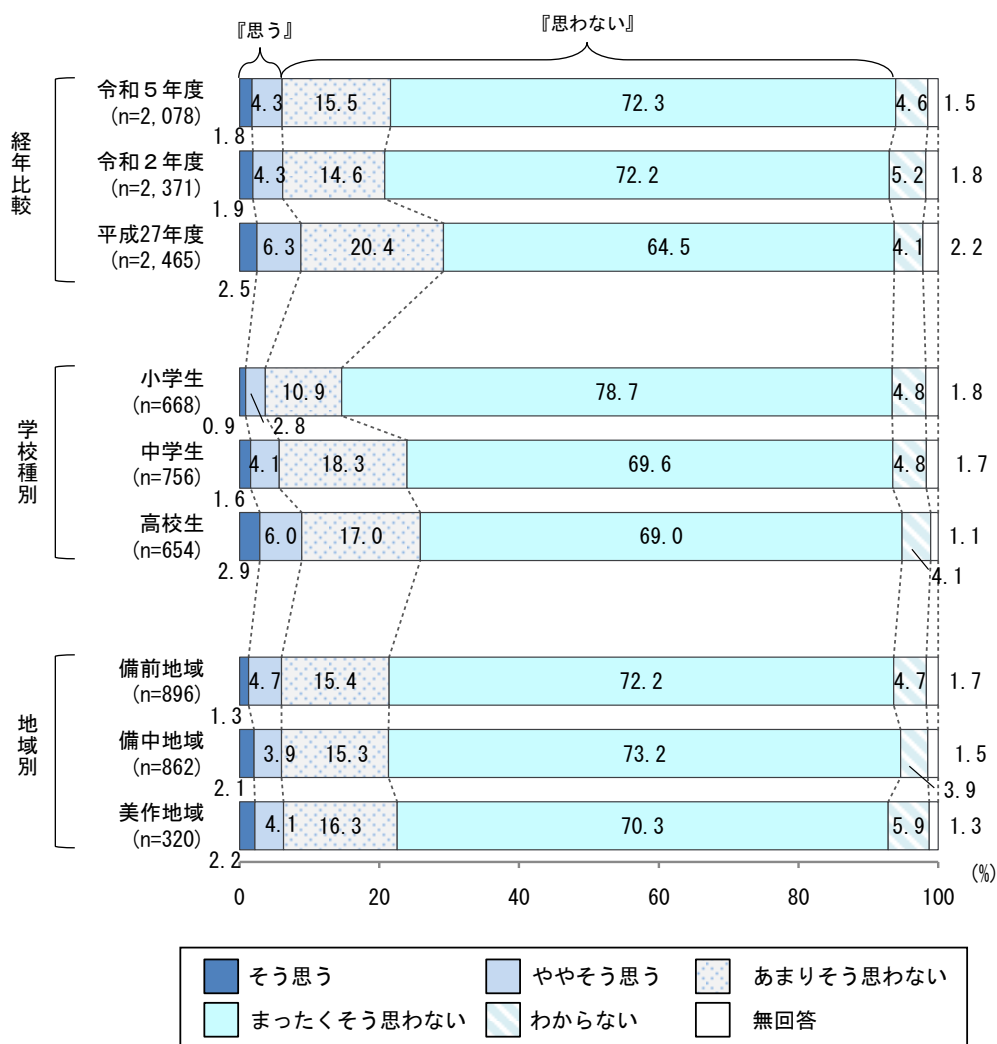 『思う』
『思わない』
経年比較
令和５年度
(n=2,078)
1.8
4.3
15.5
72.3
4.6
1.5
令和２年度
(n=2,371)
1.9
4.3
14.6
72.2
5.2
1.8
平成27年度
(n=2,465)
2.5
6.3
20.4
64.5
4.1
2.2
学校種別
小学生
(n=668)
0.9
2.8
10.9
78.7
4.8
1.8
中学生
(n=756)
1.6
4.1
18.3
69.6
4.8
1.7
高校生
(n=654)
2.9
6.0
17.0
69.0
4.1
1.1
地域別
備前地域
(n=896)
1.3
4.7
15.4
72.2
4.7
1.7
備中地域
(n=862)
2.1
3.9
15.3
73.2
3.9
1.5
美作地域
(n=320)
2.2
4.1
16.3
70.3
5.9
1.3
0 20 40 60 80 100
(%)
そう思う ややそう思う あまりそう思わない
まったくそう思わない わからない 無回答